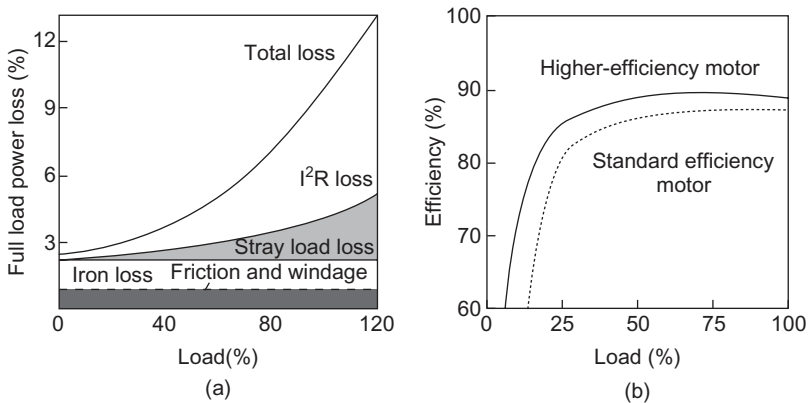 Full load power loss (%)
12
9
6
3
Total loss
I²R loss
Stray load loss
Iron loss
Friction and windage
0
40
80
120
Load(%)
(a)
Efficiency (%)
100
90
80
70
60
Higher-efficiency motor
Standard efficiency
motor
0
25
50
75
100
Load (%)
(b)